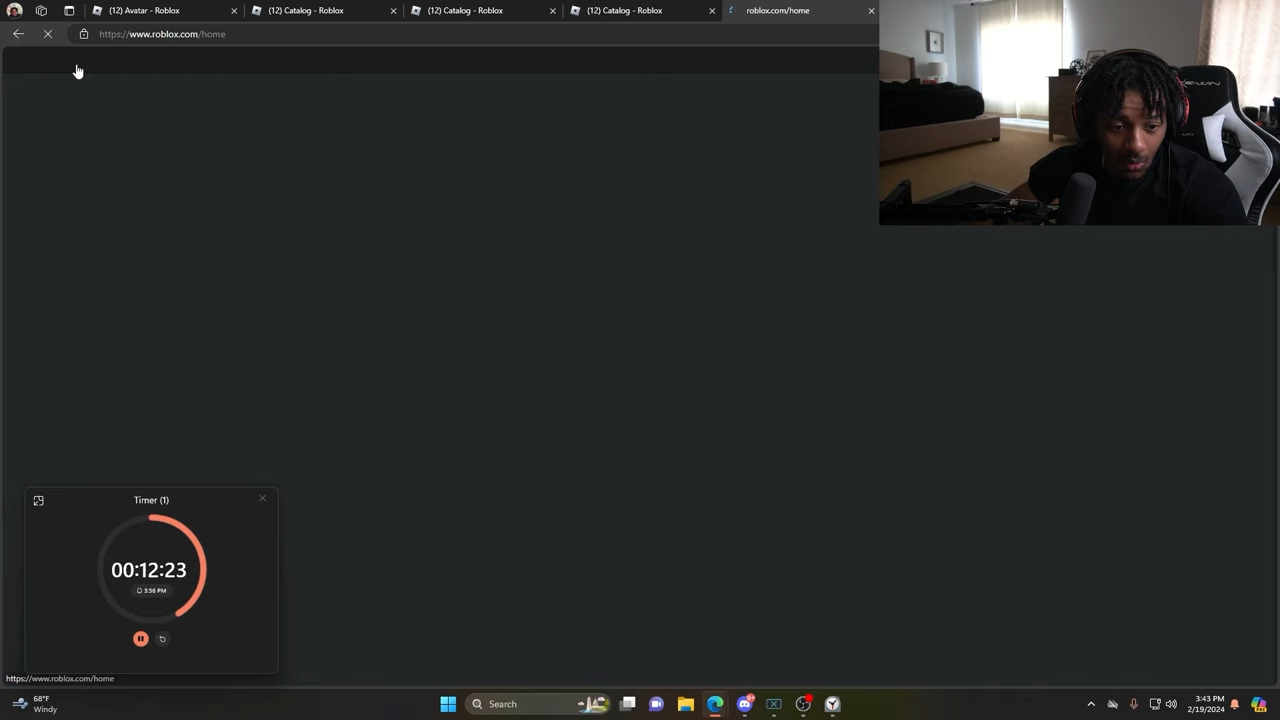 (12) Avatar - Roblox
(12) Catalog - Roblox
(12) Catalog - Roblox
(12) Catalog - Roblox
roblox.com/home
https://www.roblox.com/home
Timer (1)
00:12:23
3:56 PM
https://www.roblox.com/home
68°F
Windy
Search
3:43 PM
2/19/2024